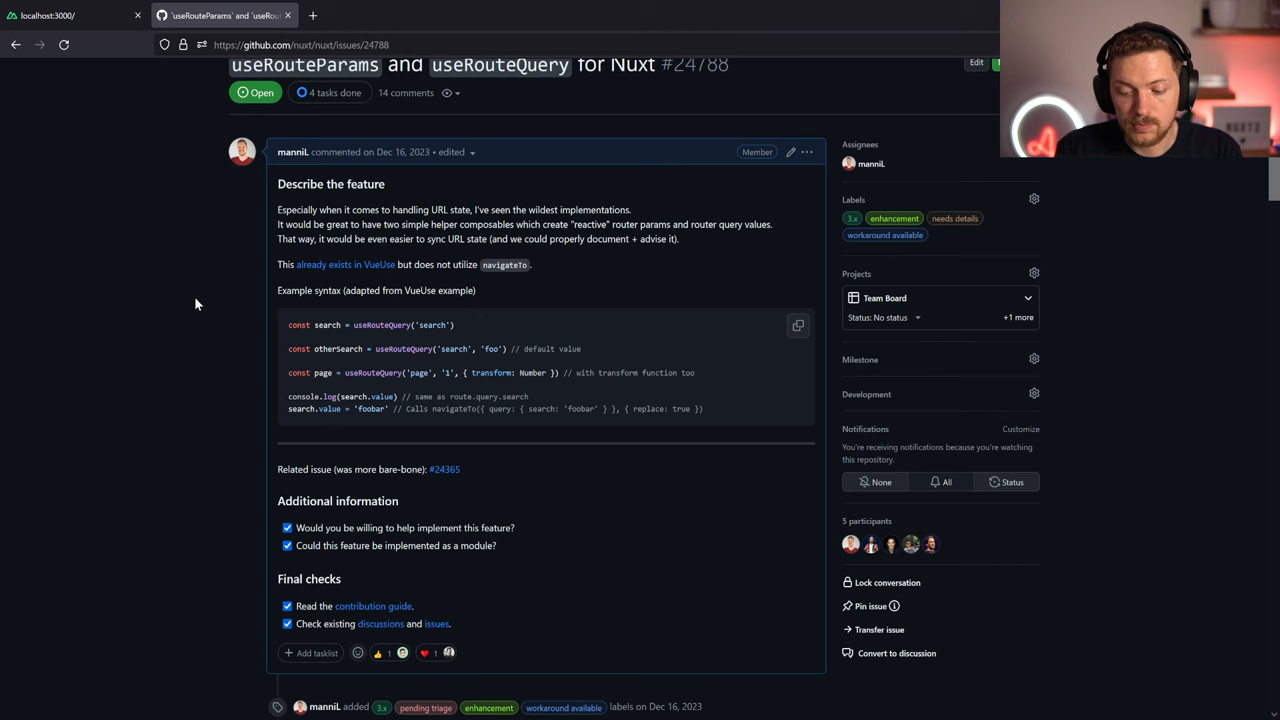 localhost:3000/
`useRouteParams` and `useRou
https://github.com/nuxt/nuxt/issues/24788
useRouteParams and useRouteQuery for Nuxt #24788
Edit
Open
4 tasks done
14 comments
manniL commented on Dec 16, 2023 • edited
Member
Describe the feature
Especially when it comes to handling URL state, I've seen the wildest implementations.
It would be great to have two simple helper composables which create "reactive" router params and router query values.
That way, it would be even easier to sync URL state (and we could properly document + advise it).
This already exists in VueUse but does not utilize navigateTo.
Example syntax (adapted from VueUse example)
const search = useRouteQuery('search')
const otherSearch = useRouteQuery('search', 'foo') // default value
const page = useRouteQuery('page', '1', { transform: Number }) // with transform function too
console.log(search.value) // same as route.query.search
search.value = 'foobar' // Calls navigateTo({ query: { search: 'foobar' } }, { replace: true })
Related issue (was more bare-bone): #24365
Additional information
Would you be willing to help implement this feature?
Could this feature be implemented as a module?
Final checks
Read the contribution guide.
Check existing discussions and issues.
Add tasklist
1
1
manniL added 3.x pending triage enhancement workaround available labels on Dec 16, 2023
Assignees
manniL
Labels
3.x enhancement needs details
workaround available
Projects
Team Board
Status: No status
+1 more
Milestone
Development
Notifications
Customize
You're receiving notifications because you're watching
this repository.
None
All
Status
5 participants
Lock conversation
Pin issue
Transfer issue
Convert to discussion